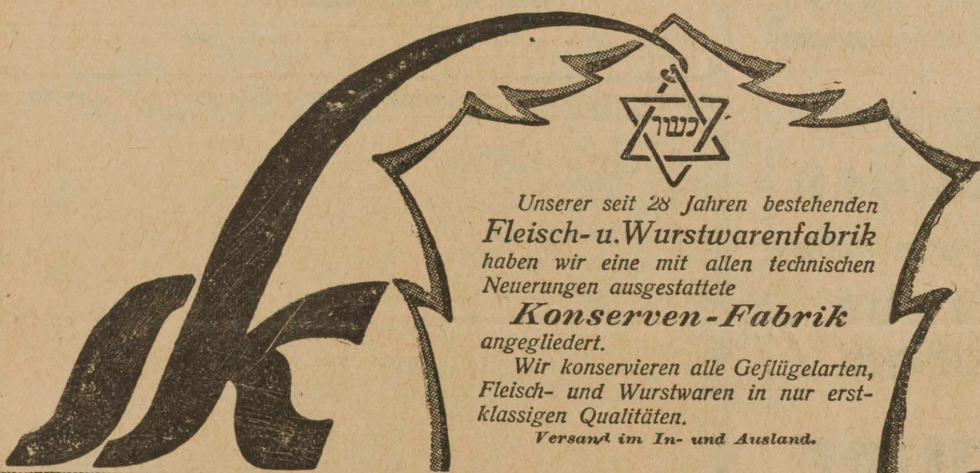 כשר
Unserer seit 28 Jahren bestehenden
Fleisch- u. Wurstwarenfabrik
haben wir eine mit allen technischen
Neuerungen ausgestattete
Konserven-Fabrik
angegliedert.
Wir konservieren alle Geflügelarten,
Fleisch- und Wurstwaren in nur erst-
klassigen Qualitäten.
Versand im In- und Ausland.